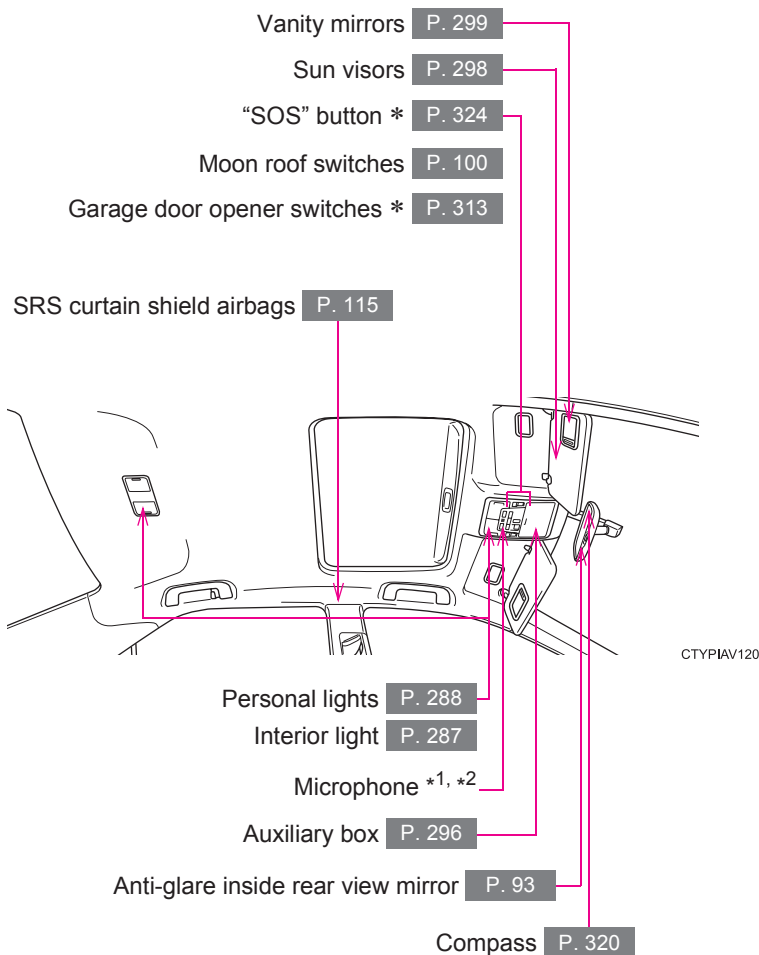 Vanity mirrors P. 299
Sun visors P. 298
“SOS” button * P. 324
Moon roof switches P. 100
Garage door opener switches * P. 313
SRS curtain shield airbags P. 115
CTYPIAV120
Personal lights P. 288
Interior light P. 287
Microphone *1, *2
Auxiliary box P. 296
Anti-glare inside rear view mirror P. 93
Compass P. 320